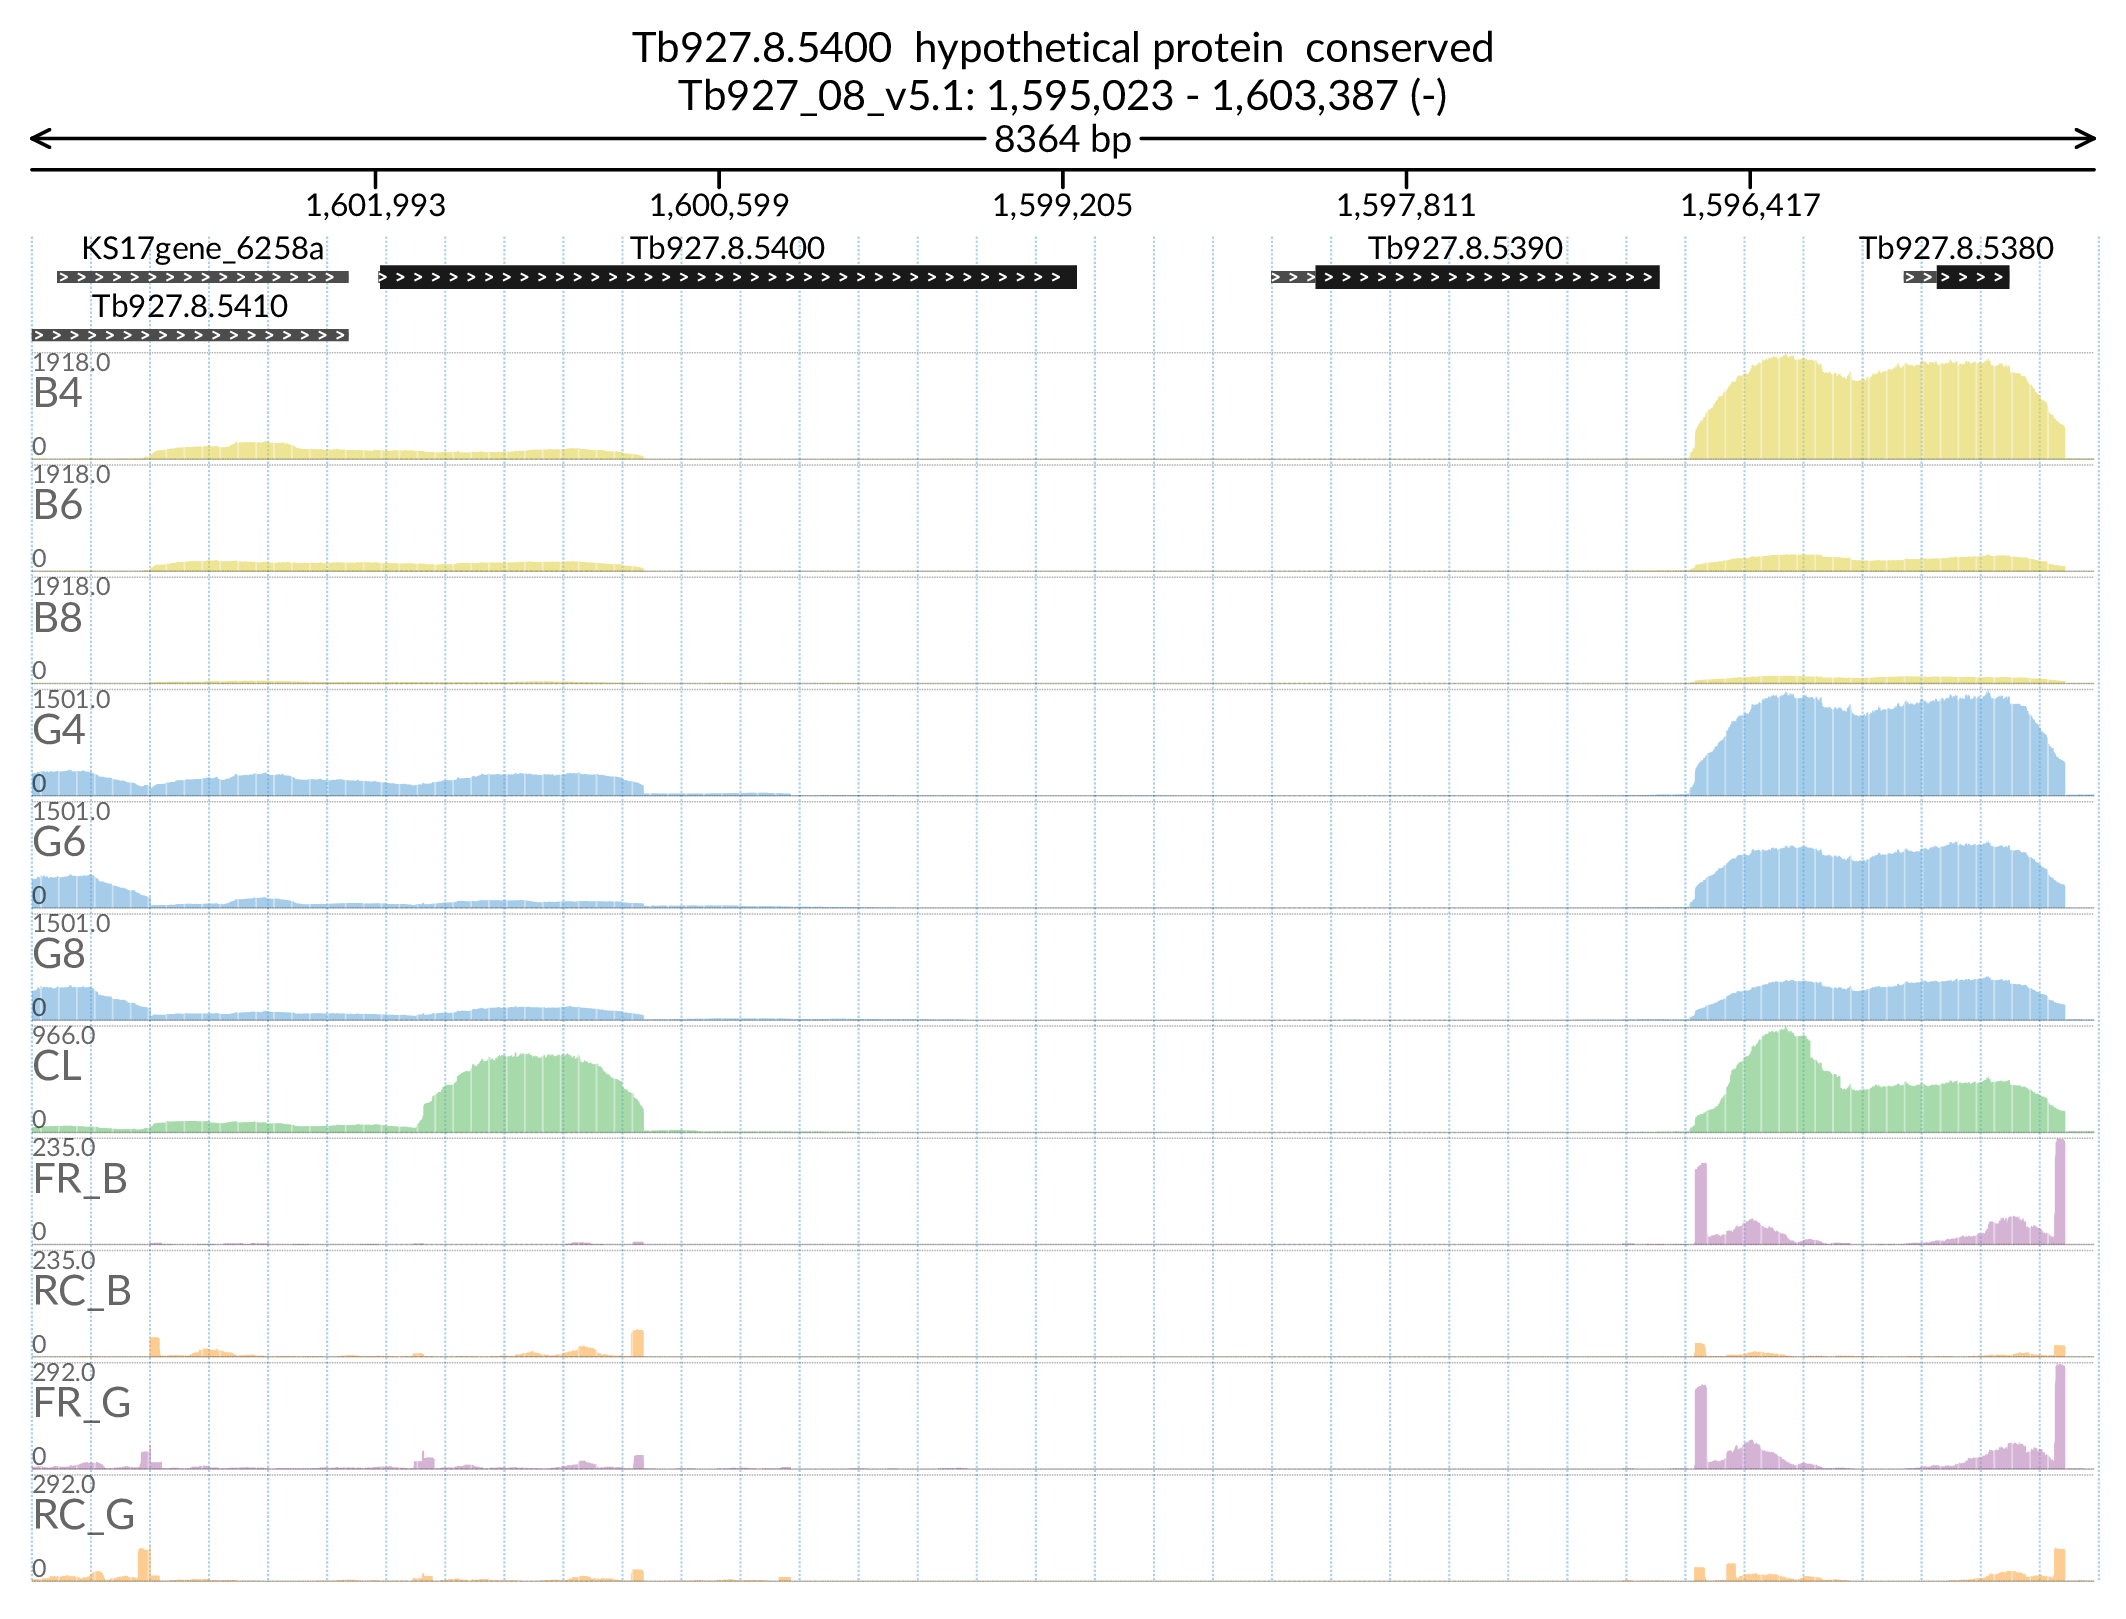 Tb927.8.5400 hypothetical protein conserved
Tb927_08_v5.1: 1,595,023 - 1,603,387 (-)
8364 bp
1,601,993 1,600,599 1,599,205 1,597,811 1,596,417
KS17gene_6258a Tb927.8.5400 Tb927.8.5390 Tb927.8.5380
Tb927.8.5410
1918.0
B4
0
1918.0
B6
0
1918.0
B8
0
1501.0
G4
0
1501.0
G6
0
1501.0
G8
0
966.0
CL
0
235.0
FR_B
0
235.0
RC_B
0
292.0
FR_G
0
292.0
RC_G
0